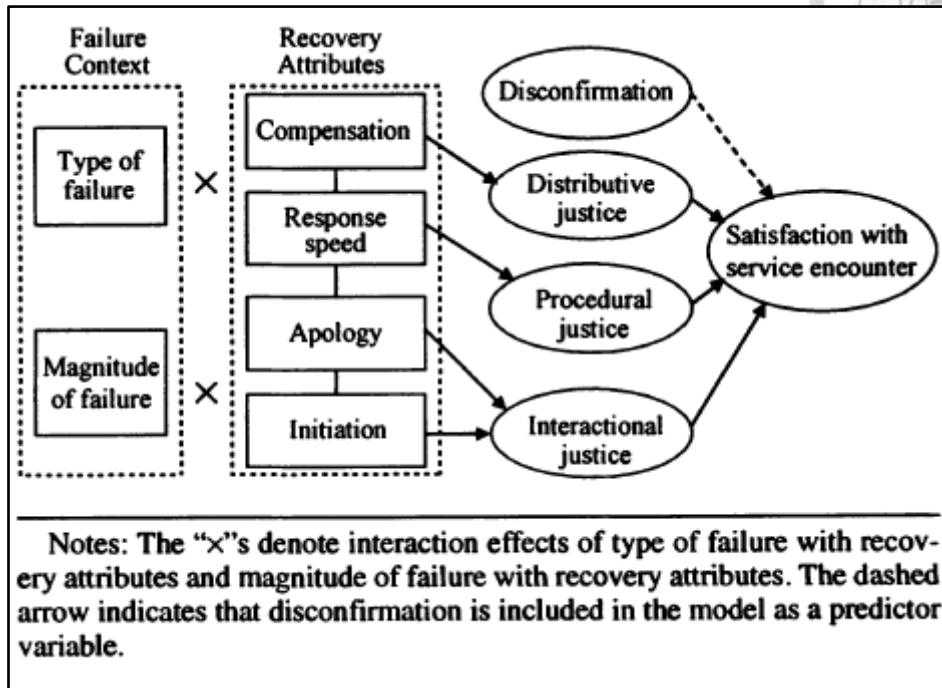 Failure
Context
Recovery
Attributes
Type of
failure
×
Magnitude
of failure
×
Compensation
Response
speed
Apology
Initiation
Disconfirmation
Distributive
justice
Procedural
justice
Interactional
justice
Satisfaction with
service encounter
Notes: The “×”s denote interaction effects of type of failure with recov-
ery attributes and magnitude of failure with recovery attributes. The dashed
arrow indicates that disconfirmation is included in the model as a predictor
variable.